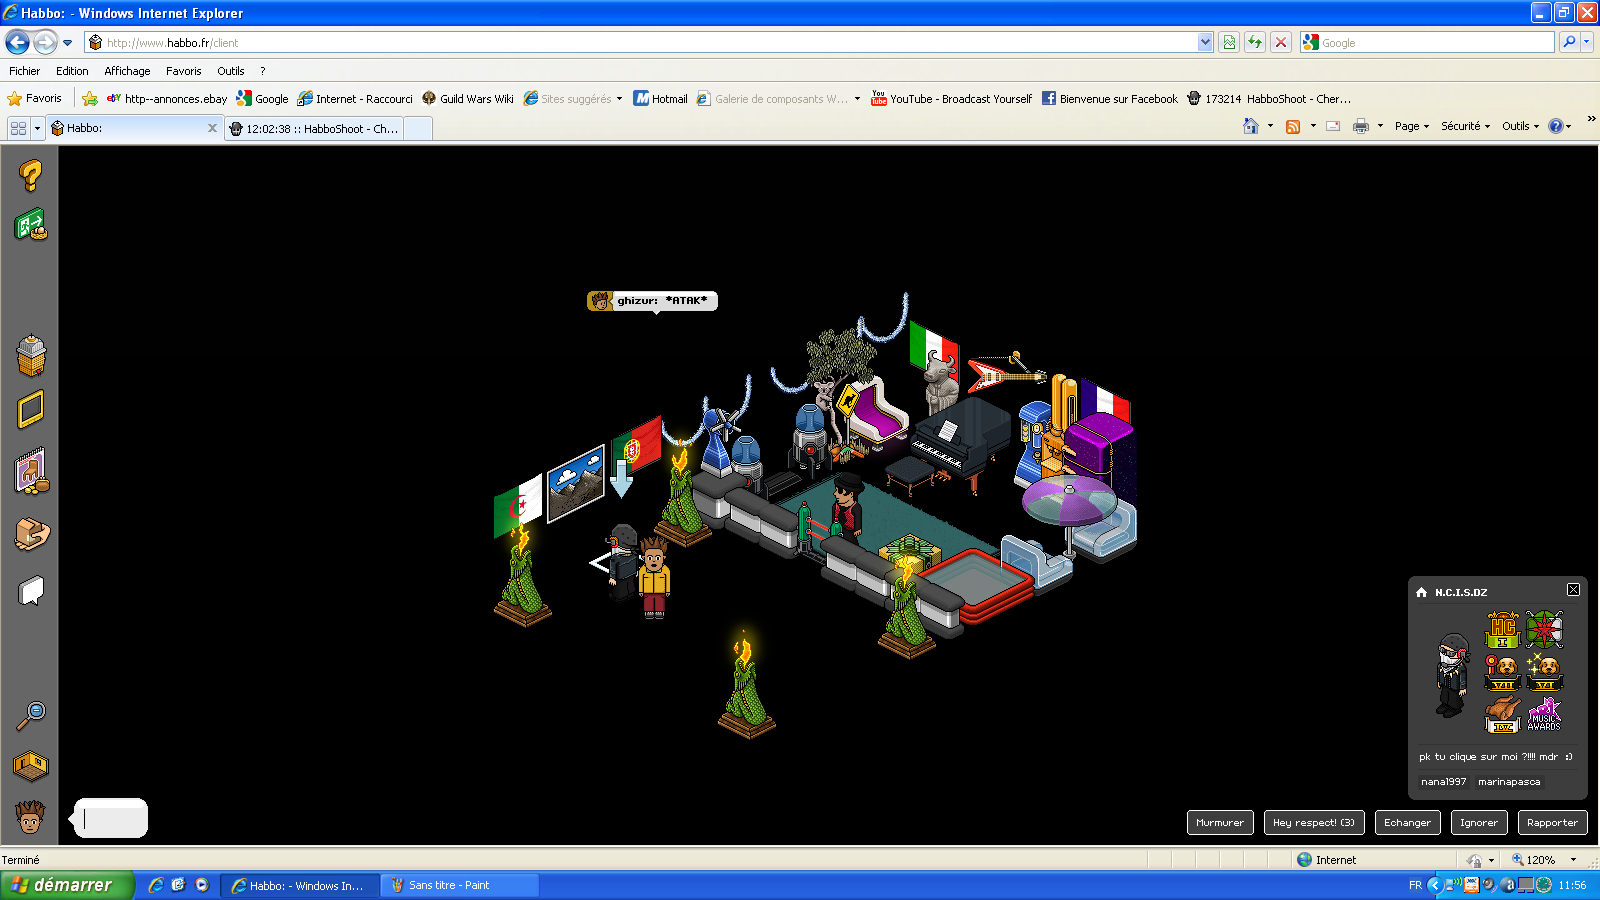 Habbo: - Windows Internet Explorer
http://www.habbo.fr/client
Google
Fichier Edition Affichage Favoris Outils ?
Favoris http--annonces.ebay Google Internet - Raccourci Guild Wars Wiki Sites suggérés Hotmail Galerie de composants W... YouTube - Broadcast Yourself Bienvenue sur Facebook 173214 HabboShoot - Cher...
Habbo: 12:02:38 :: HabboShoot - Ch... Page Sécurité Outils
ghizur: *ATAK*
N.C.I.S.DZ
HC
I
MUSIC
AWARDS
pk tu clique sur moi ?!!!! mdr :)
nana1997 marinapasca
Murmurer Hey respect! (3) Echanger Ignorer Rapporter
Terminé Internet 120%
démarrer Habbo: - Windows In... Sans titre - Paint FR 11:56